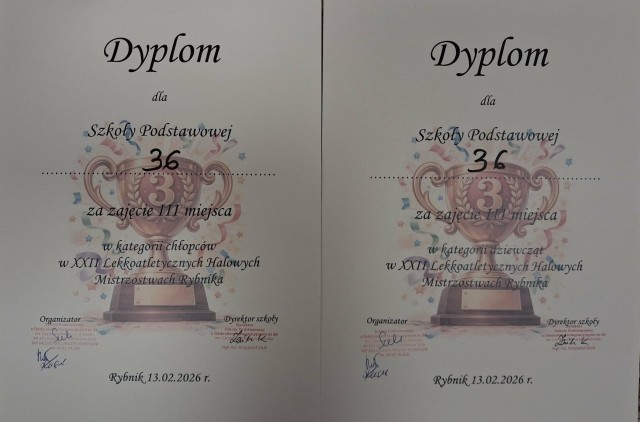 Dyplom
dla
Szkoły Podstawowej
36
3
za zajęcie III miejsca
w kategorii chłopców
w XXII Lekkoatletycznych Halowych
Mistrzostwach Rybnika
Organizator
Dyrektor szkoły
Rybnik 13.02.2026 r.
Dyplom
dla
Szkoły Podstawowej
36
3
za zajęcie III miejsca
w kategorii dziewcząt
w XXII Lekkoatletycznych Halowych
Mistrzostwach Rybnika
Organizator
Dyrektor szkoły
Rybnik 13.02.2026 r.